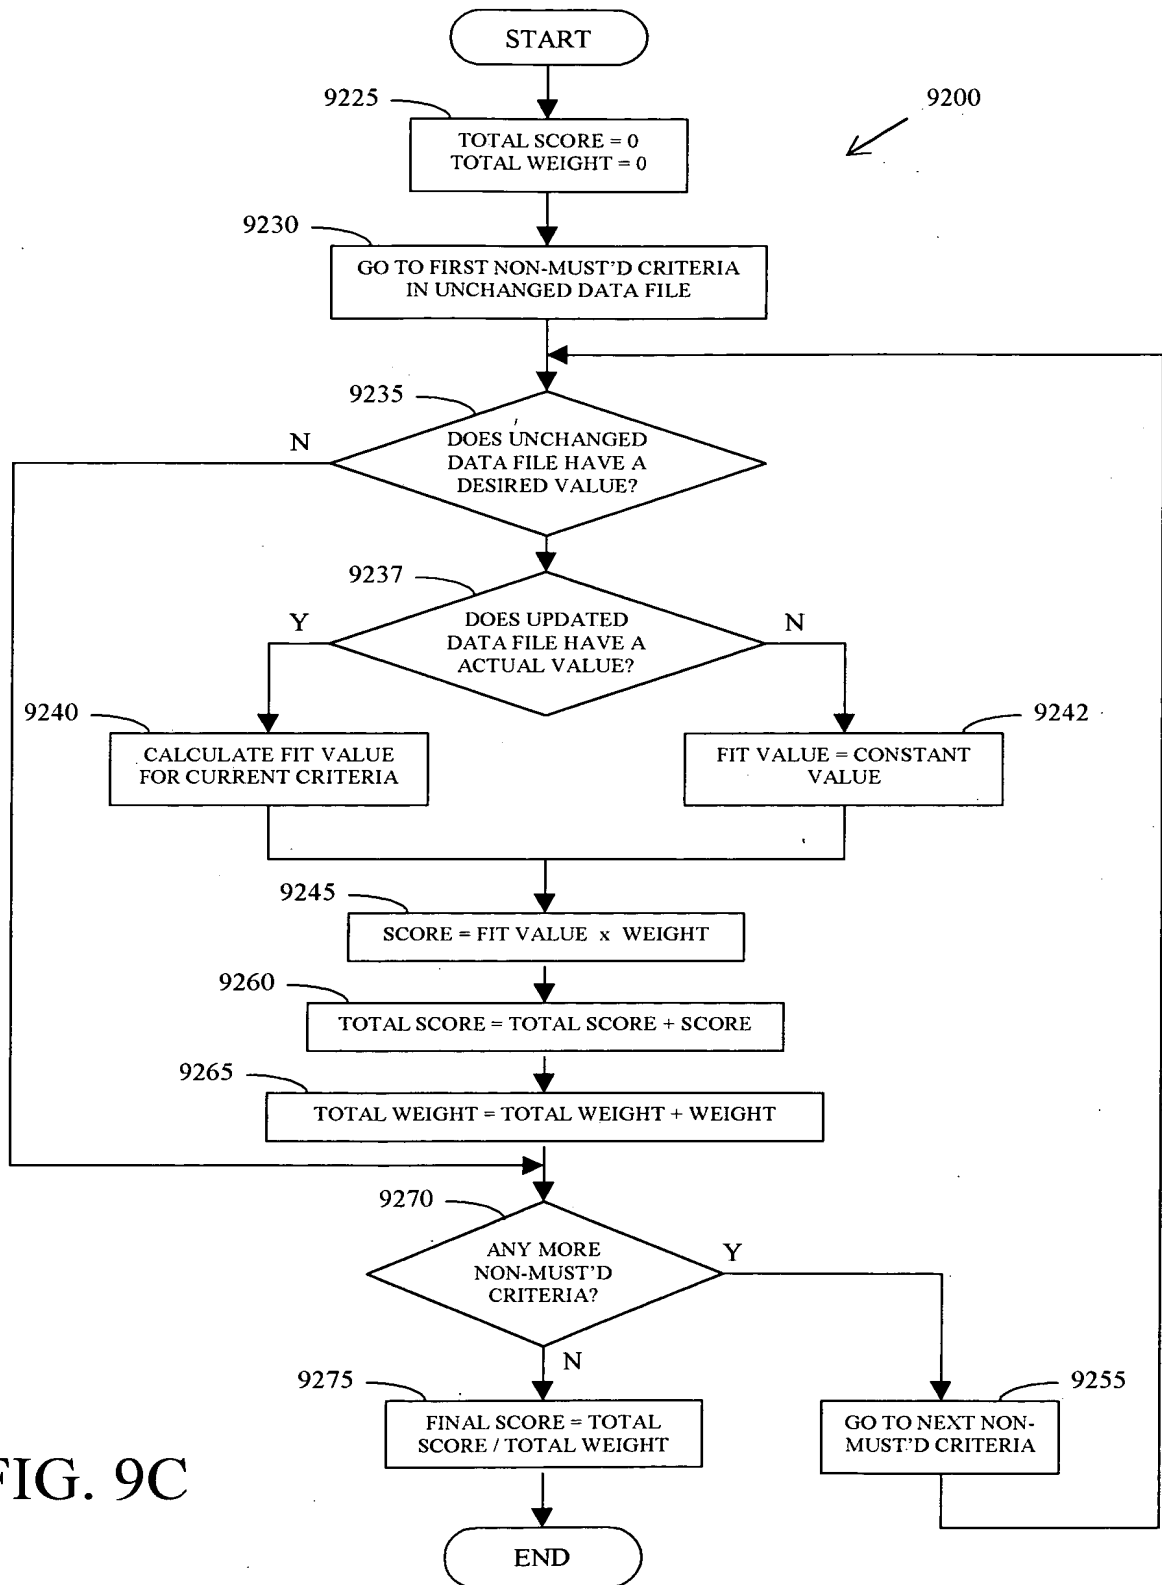 START
9225
9200
TOTAL SCORE = 0
TOTAL WEIGHT = 0
9230
GO TO FIRST NON-MUST'D CRITERIA
IN UNCHANGED DATA FILE
9235
N
DOES UNCHANGED
DATA FILE HAVE A
DESIRED VALUE?
9237
Y
DOES UPDATED
DATA FILE HAVE A
ACTUAL VALUE?
N
9240
9242
CALCULATE FIT VALUE
FOR CURRENT CRITERIA
FIT VALUE = CONSTANT
VALUE
9245
SCORE = FIT VALUE x WEIGHT
9260
TOTAL SCORE = TOTAL SCORE + SCORE
9265
TOTAL WEIGHT = TOTAL WEIGHT + WEIGHT
9270
ANY MORE
NON-MUST'D
CRITERIA?
Y
N
9275
9255
FINAL SCORE = TOTAL
SCORE / TOTAL WEIGHT
GO TO NEXT NON-
MUST'D CRITERIA
FIG. 9C
END